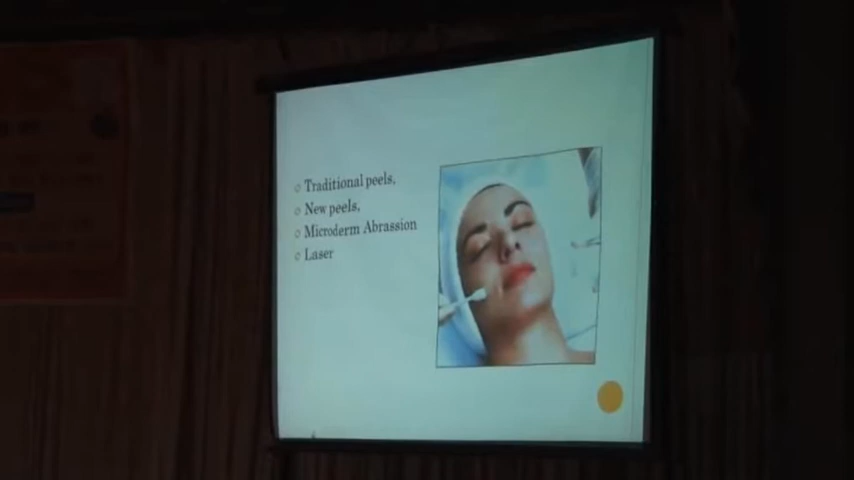 Traditional peels,
New peels,
Microderm Abrassion
Laser